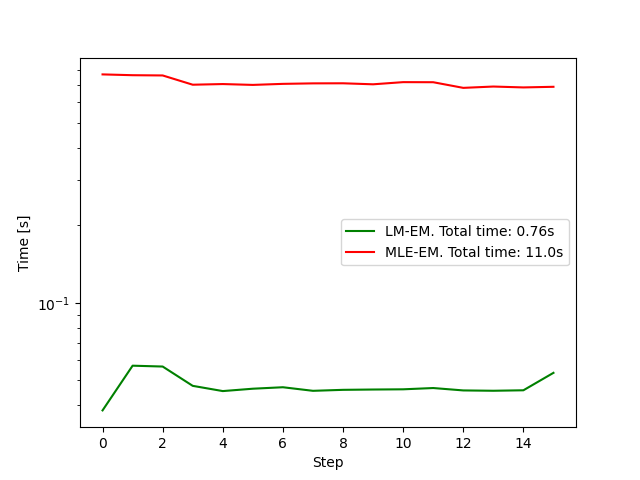 Time [s]
10⁻¹
LM-EM. Total time: 0.76s
MLE-EM. Total time: 11.0s
0 2 4 6 8 10 12 14
Step